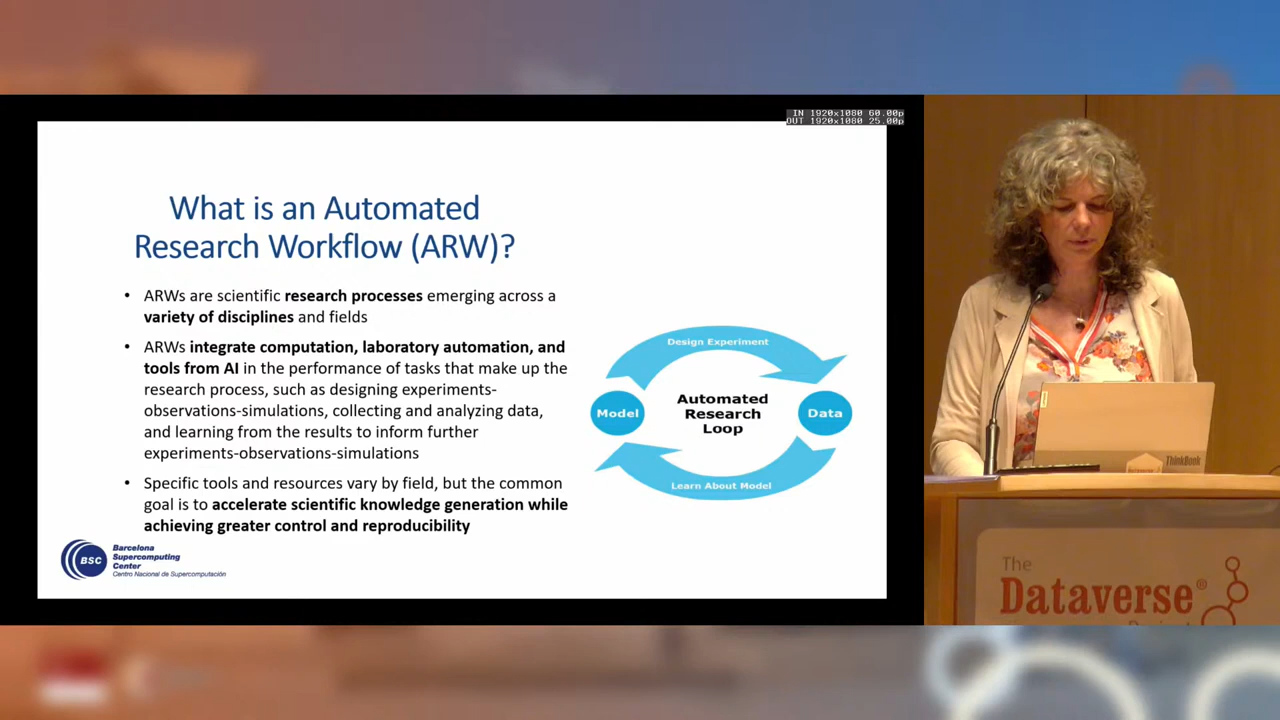 IN 1920x1080 60.00p
OUT 1920x1080 25.00p
What is an Automated
Research Workflow (ARW)?
• ARWs are scientific research processes emerging across a
variety of disciplines and fields
• ARWs integrate computation, laboratory automation, and
tools from AI in the performance of tasks that make up the
research process, such as designing experiments-
observations-simulations, collecting and analyzing data,
and learning from the results to inform further
experiments-observations-simulations
• Specific tools and resources vary by field, but the common
goal is to accelerate scientific knowledge generation while
achieving greater control and reproducibility
Design Experiment
Model
Automated
Research
Loop
Data
Learn About Model
BSC
Barcelona
Supercomputing
Center
Centro Nacional de Supercomputación
ThinkBook
The
Dataverse®